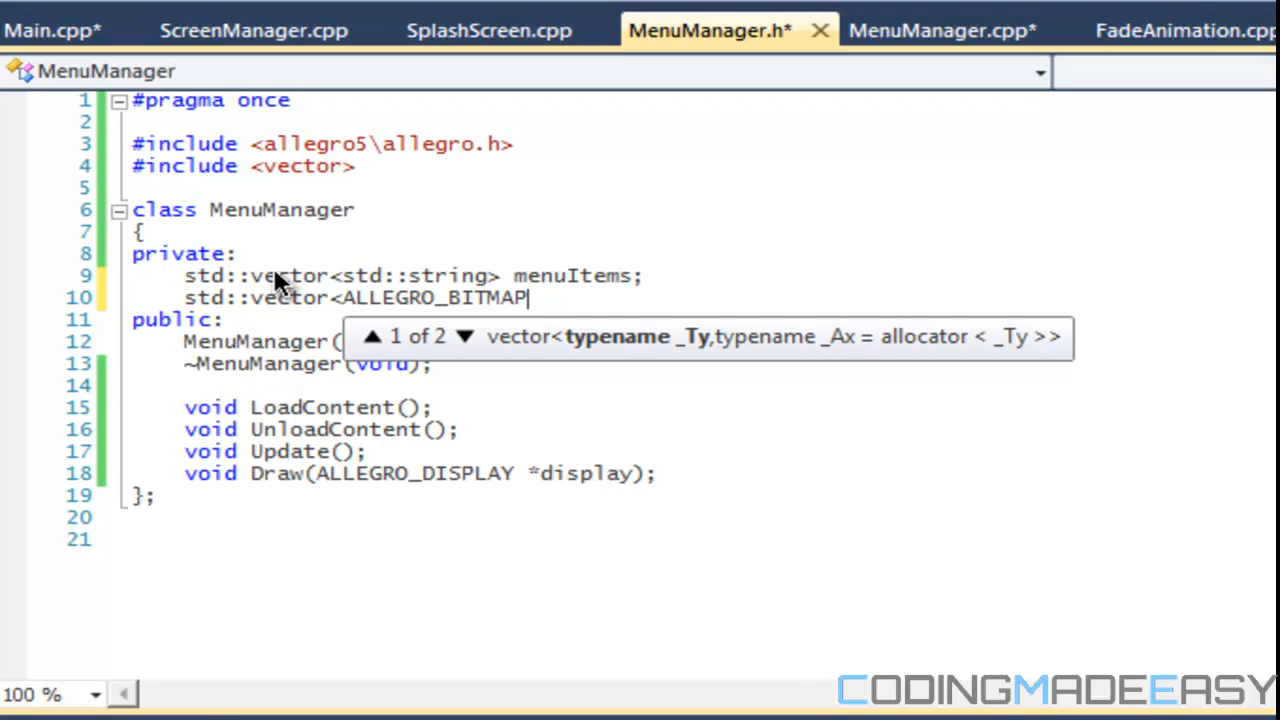 Main.cpp* ScreenManager.cpp SplashScreen.cpp MenuManager.h* MenuManager.cpp* FadeAnimation.cpp
MenuManager
1 #pragma once
2
3 #include <allegro5\allegro.h>
4 #include <vector>
5
6 class MenuManager
7 {
8 private:
9 std::vector<std::string> menuItems;
10 std::vector<ALLEGRO_BITMAP
11 public:
1 of 2 vector<typename _Ty,typename _Ax = allocator < _Ty >>
12 MenuManager(
13 ~MenuManager(void);
14
15 void LoadContent();
16 void UnloadContent();
17 void Update();
18 void Draw(ALLEGRO_DISPLAY *display);
19 };
20
21
100 %
CODINGMADEEASY